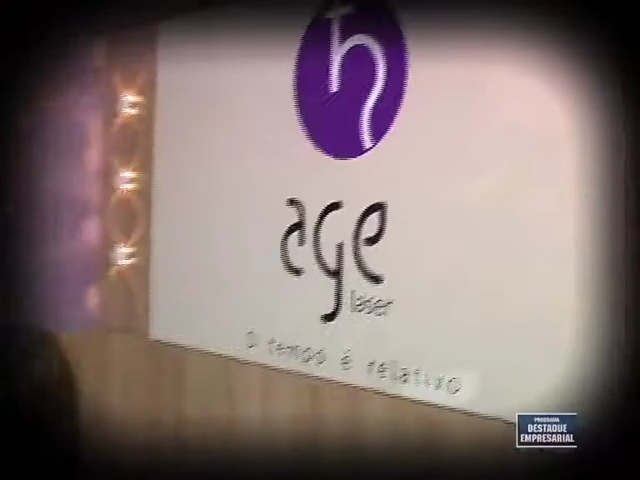 age
laser
o tempo é relativo
PROGRAMA
DESTAQUE
EMPRESARIAL